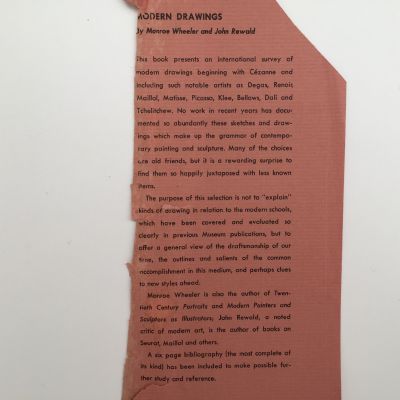 MODERN DRAWINGS
By Monroe Wheeler and John Rewald
This book presents an international survey of
modern drawings beginning with Cézanne and
including such notable artists as Degas, Renoir,
Maillol, Matisse, Picasso, Klee, Bellows, Dali and
Tchelitchew. No work in recent years has docu-
mented so abundantly these sketches and draw-
ings which make up the grammar of contempo-
rary painting and sculpture. Many of the choices
are old friends, but it is a rewarding surprise to
find them so happily juxtaposed with less known
items.
The purpose of this selection is not to "explain"
kinds of drawing in relation to the modern schools,
which have been covered and evaluated so
clearly in previous Museum publications, but to
offer a general view of the draftsmanship of our
time, the outlines and salients of the common
accomplishment in this medium, and perhaps clues
to new styles ahead.
Monroe Wheeler is also the author of Twen-
tieth Century Portraits and Modern Painters and
Sculptors as Illustrators; John Rewald, a noted
critic of modern art, is the author of books on
Seurat, Maillol and others.
A six page bibliography (the most complete of
its kind) has been included to make possible fur-
ther study and reference.